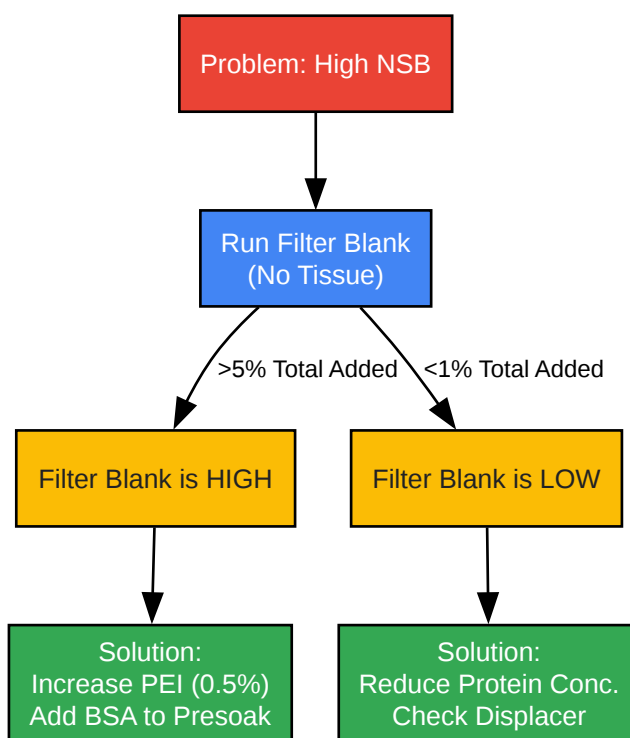 Problem: High NSB
Run Filter Blank
(No Tissue)
>5% Total Added
<1% Total Added
Filter Blank is HIGH
Filter Blank is LOW
Solution:
Increase PEI (0.5%)
Add BSA to Presoak
Solution:
Reduce Protein Conc.
Check Displacer